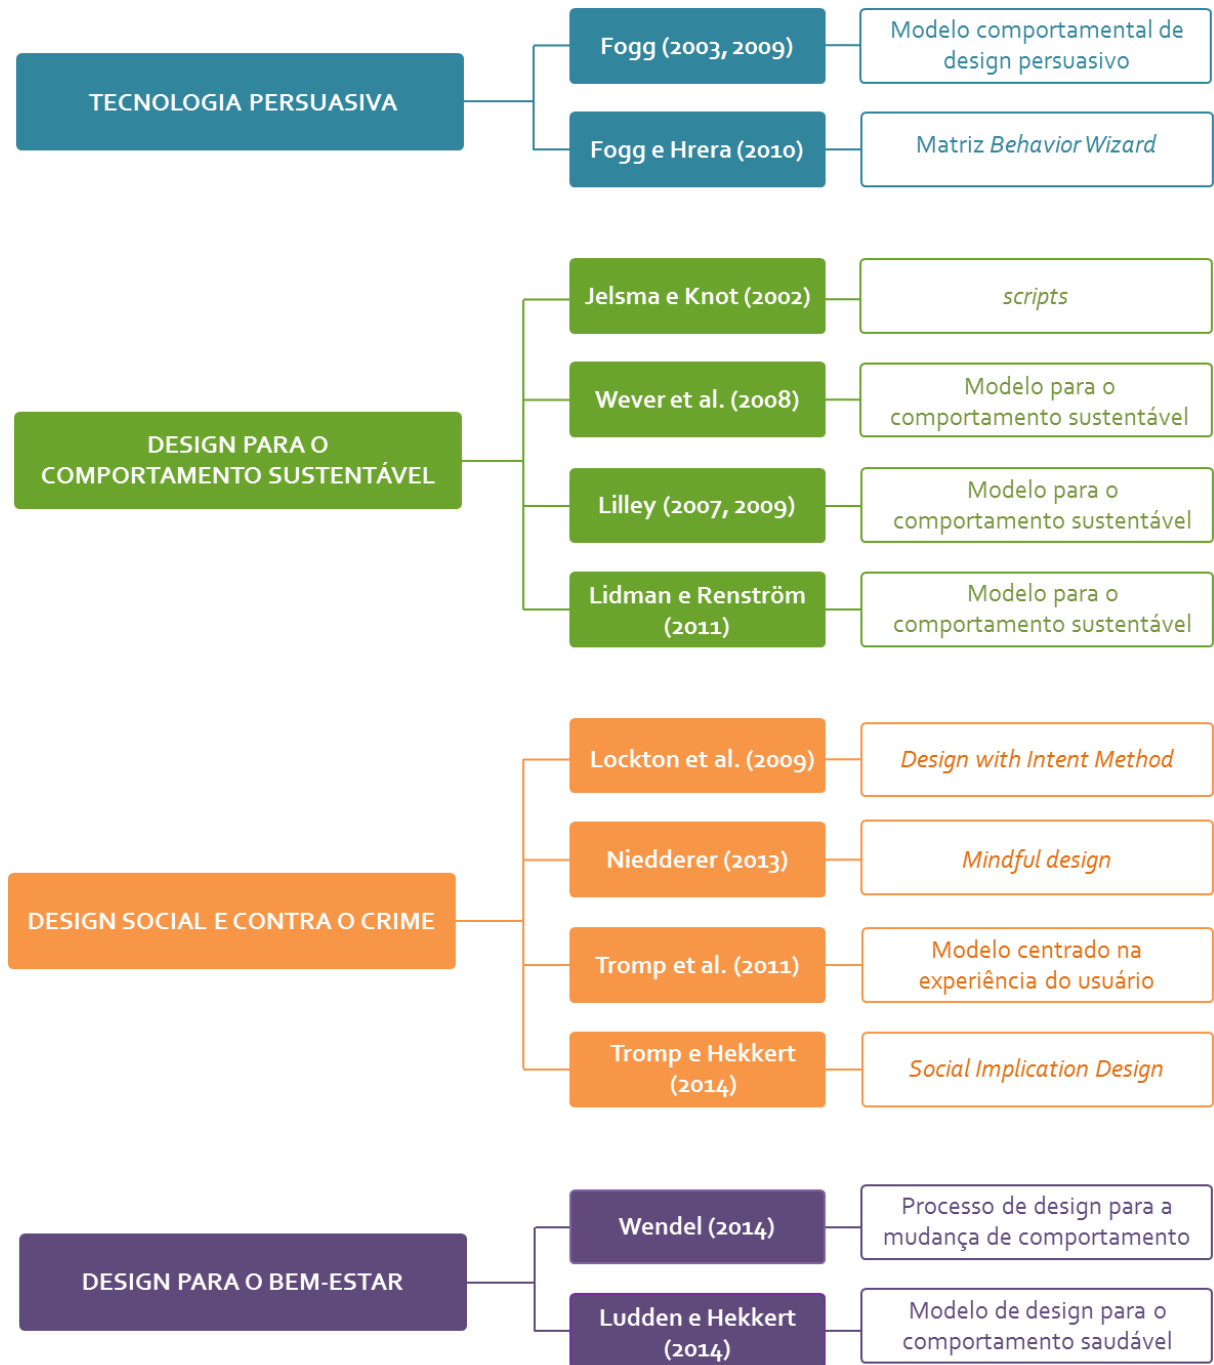 TECNOLOGIA PERSUASIVA
Fogg (2003, 2009)
Modelo comportamental de
design persuasivo
Fogg e Hrera (2010)
Matriz Behavior Wizard
DESIGN PARA O
COMPORTAMENTO SUSTENTÁVEL
Jelsma e Knot (2002)
scripts
Wever et al. (2008)
Modelo para o
comportamento sustentável
Lilley (2007, 2009)
Modelo para o
comportamento sustentável
Lidman e Renström
(2011)
Modelo para o
comportamento sustentável
DESIGN SOCIAL E CONTRA O CRIME
Lockton et al. (2009)
Design with Intent Method
Niedderer (2013)
Mindful design
Tromp et al. (2011)
Modelo centrado na
experiência do usuário
Tromp e Hekkert
(2014)
Social Implication Design
DESIGN PARA O BEM-ESTAR
Wendel (2014)
Processo de design para a
mudança de comportamento
Ludden e Hekkert
(2014)
Modelo de design para o
comportamento saudável